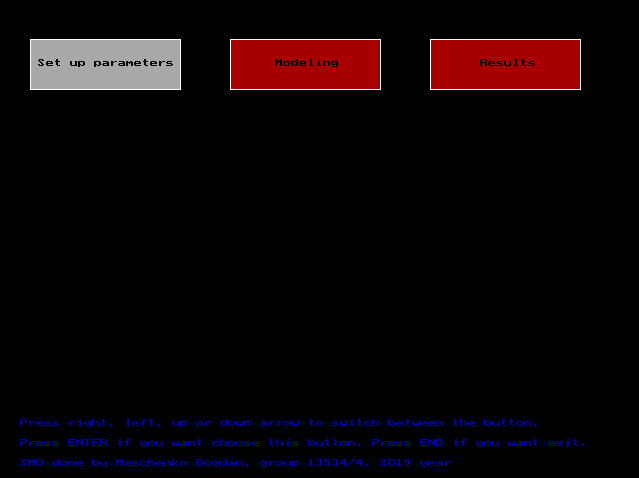 Set up parameters
Modeling
Results
Press right, left, up or down arrow to switch between the button.
Press ENTER if you want choose this button. Press END if you want exit.
SMO done by Maschenko Bogdan, group 13534/4, 2019 year